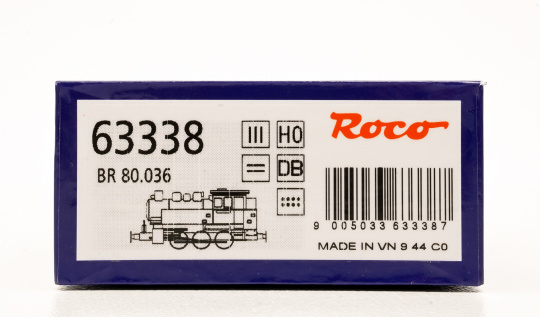 63338
BR 80.036
III H0
DB
Roco
9 005033 633387
MADE IN VN 9 44 C0